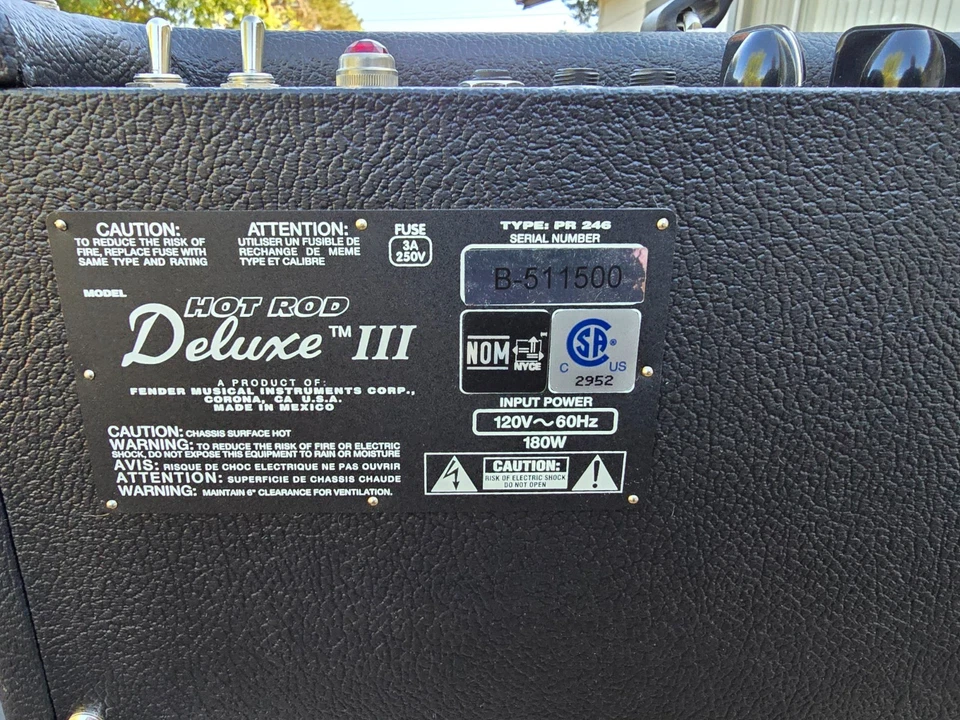 CAUTION:
TO REDUCE THE RISK OF
FIRE, REPLACE FUSE WITH
SAME TYPE AND RATING
ATTENTION:
UTILISER UN FUSIBLE DE
RECHANGE DE MEME
TYPE ET CALIBRE
FUSE
3A
250V
TYPE: PR 246
SERIAL NUMBER
B-511500
MODEL
HOT ROD
Deluxe™ III
A PRODUCT OF:
FENDER MUSICAL INSTRUMENTS CORP.,
CORONA, CA U.S.A.
MADE IN MEXICO
NOM
NYCE
CSA®
C US
2952
INPUT POWER
120V~60Hz
180W
CAUTION: CHASSIS SURFACE HOT
WARNING: TO REDUCE THE RISK OF FIRE OR ELECTRIC
SHOCK, DO NOT EXPOSE THIS EQUIPMENT TO RAIN OR MOISTURE
AVIS: RISQUE DE CHOC ELECTRIQUE NE PAS OUVRIR
ATTENTION: SUPERFICIE DE CHASSIS CHAUDE
WARNING: MAINTAIN 6" CLEARANCE FOR VENTILATION.
CAUTION:
RISK OF ELECTRIC SHOCK
DO NOT OPEN